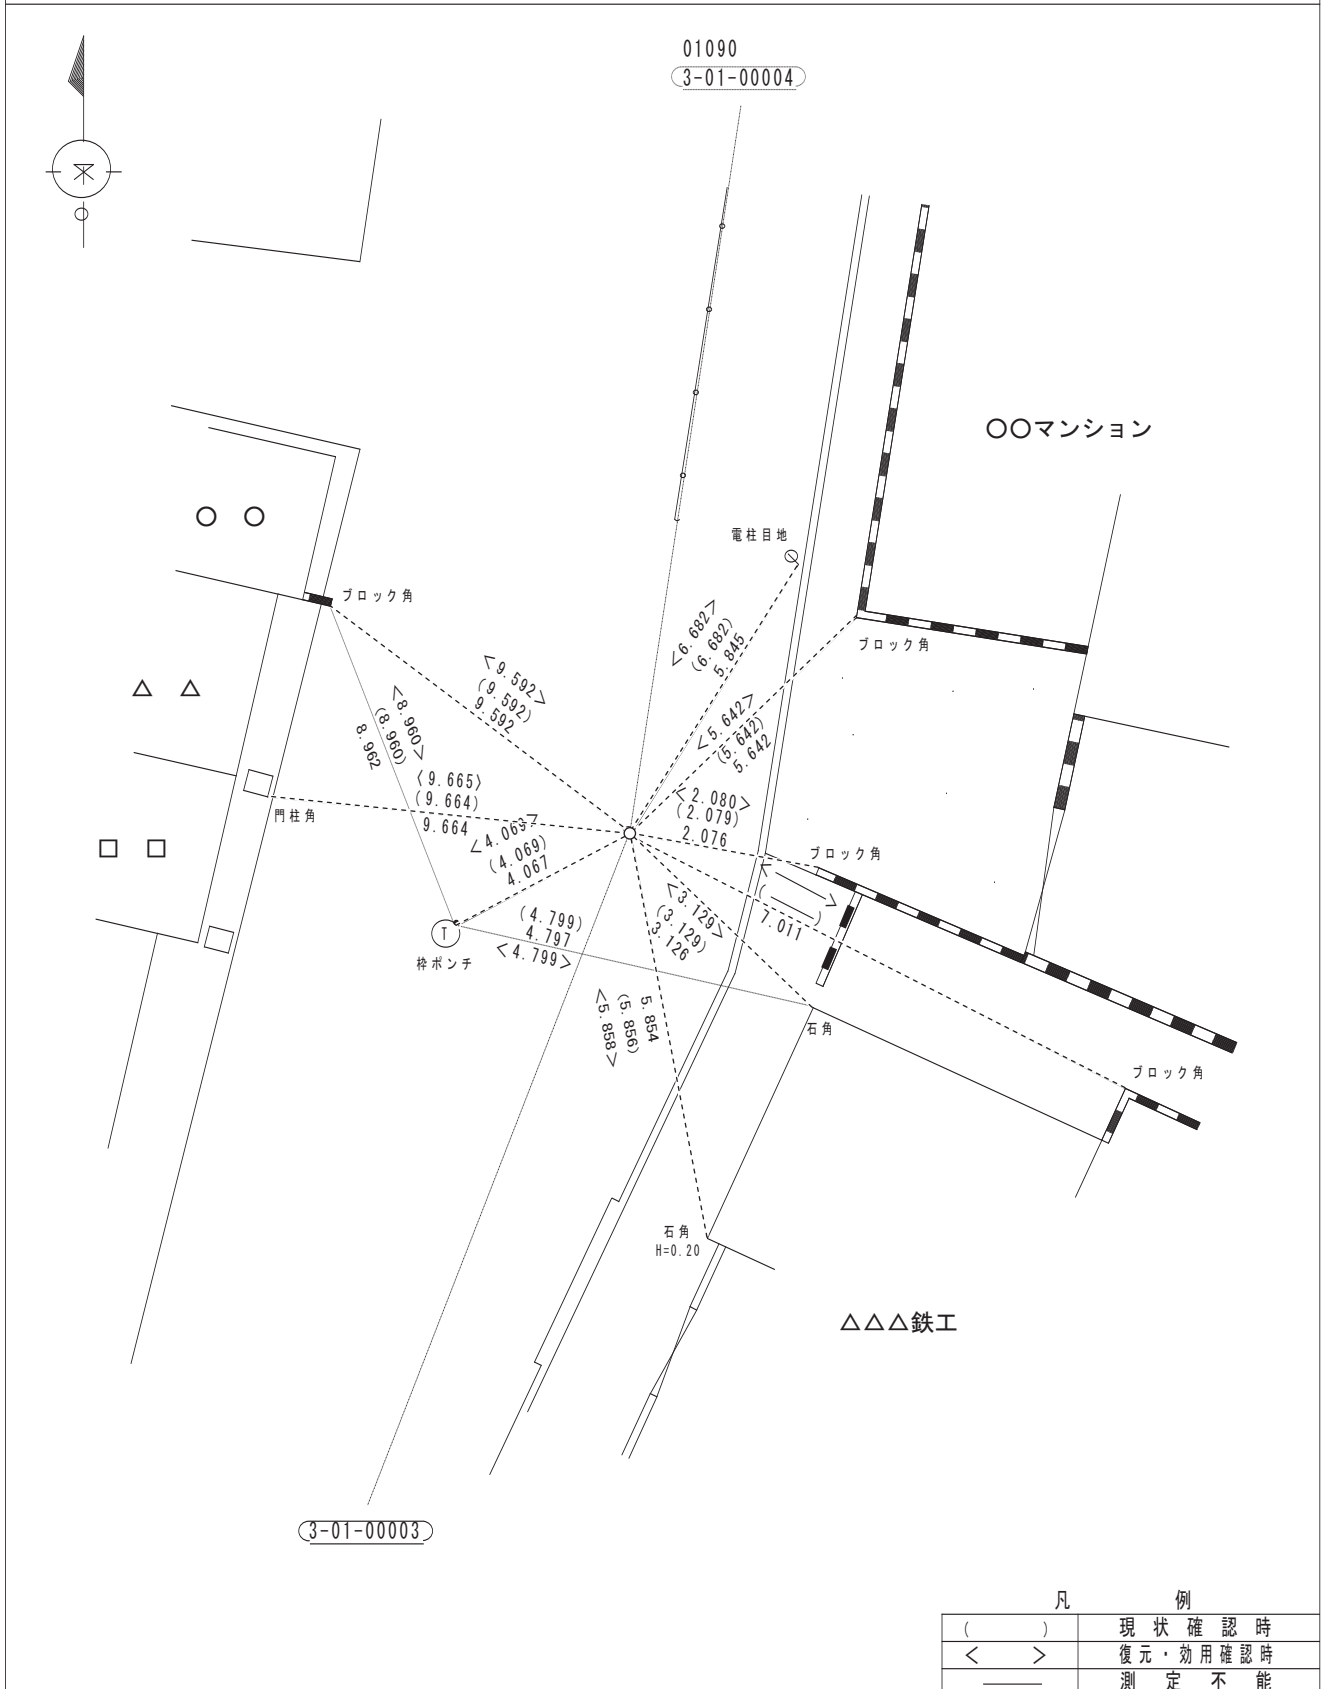 01090
3-01-00004
〇〇マンション
〇 〇
電柱目地
ブロック角
<6.682>
(6.682)
5.845
ブロック角
<9.592>
(9.592)
9.592
△ △
<8.960>
(8.960)
8.962
<5.642>
(5.642)
5.642
<9.665>
(9.664)
9.664
門柱角
<2.080>
(2.079)
2.076
<4.069>
(4.069)
4.067
□ □
ブロック角
< — >
( — )
7.011
<3.129>
(3.129)
3.126
(4.799)
4.797
<4.799>
T
枠ポンチ
5.854
(5.856)
<5.858>
石角
ブロック角
石角
H=0.20
△△△鉄工
3-01-00003
凡 例
( ) 現状確認時
< > 復元・効用確認時
— 測定不能